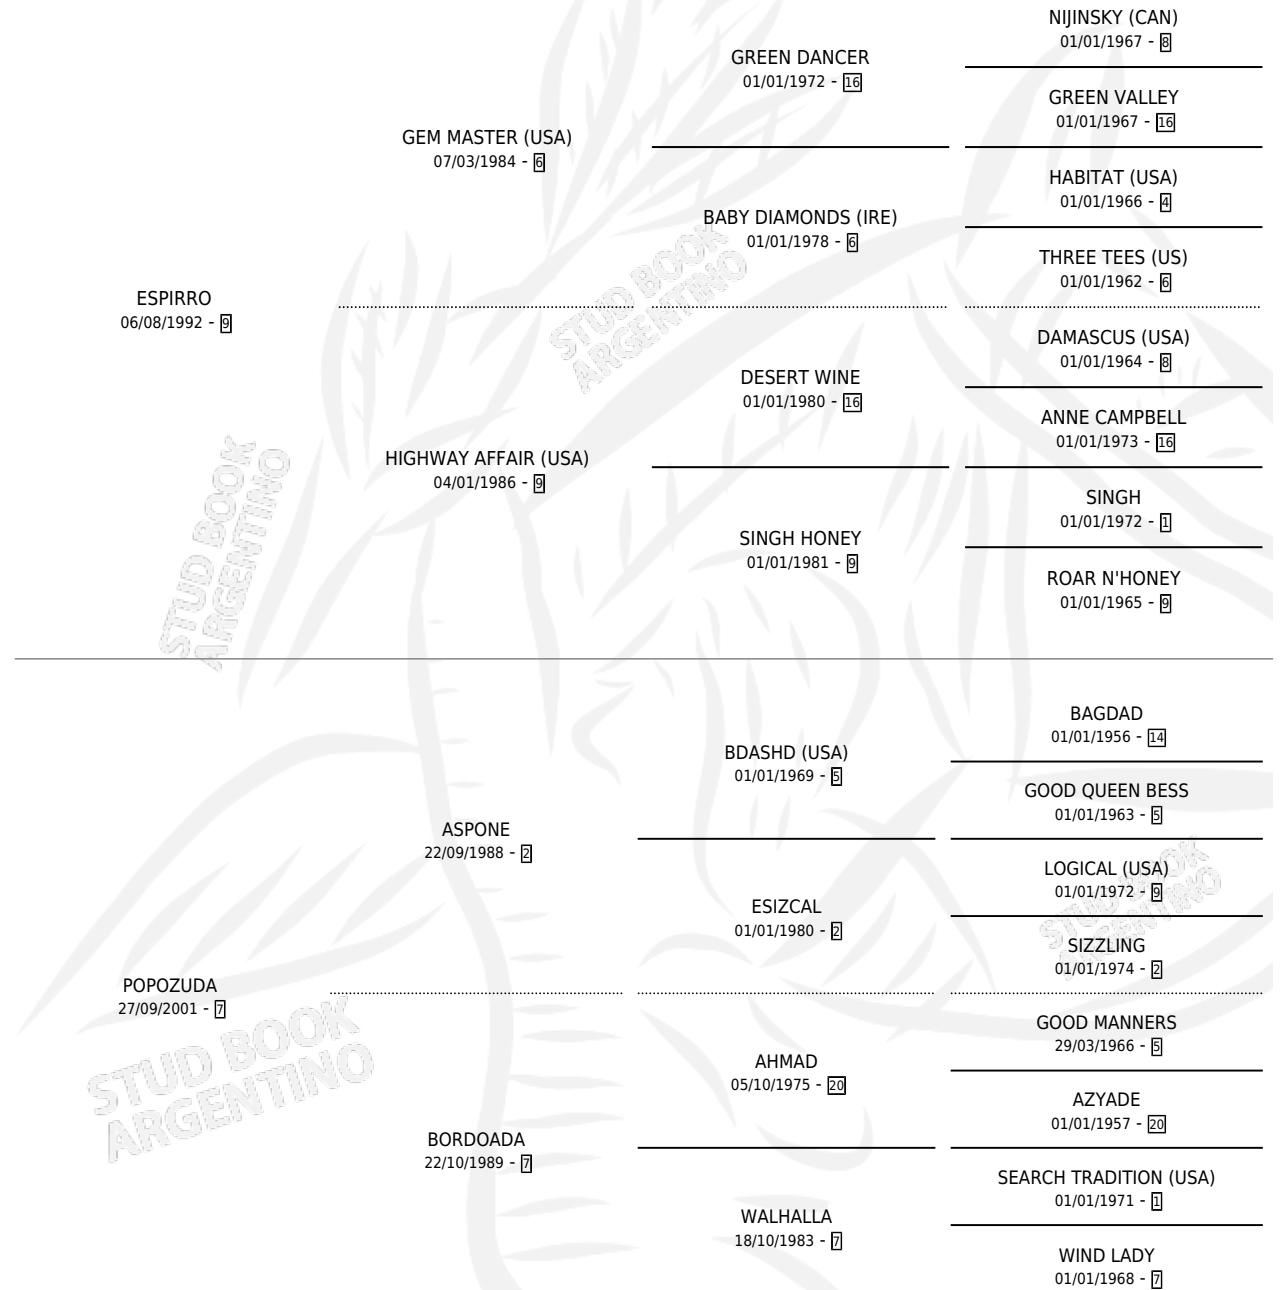 NIJINSKY (CAN)
01/01/1967 - 8
GREEN DANCER
01/01/1972 - 16
GREEN VALLEY
01/01/1967 - 16
GEM MASTER (USA)
07/03/1984 - 6
HABITAT (USA)
01/01/1966 - 4
BABY DIAMONDS (IRE)
01/01/1978 - 6
THREE TEES (US)
01/01/1962 - 6
ESPIRRO
06/08/1992 - 9
STUD BOOK
ARGENTINO
DAMASCUS (USA)
01/01/1964 - 8
DESERT WINE
01/01/1980 - 16
ANNE CAMPBELL
01/01/1973 - 16
HIGHWAY AFFAIR (USA)
04/01/1986 - 9
SINGH
01/01/1972 - 1
SINGH HONEY
01/01/1981 - 9
ROAR N'HONEY
01/01/1965 - 9
STUD BOOK
ARGENTINO
BAGDAD
01/01/1956 - 14
BDASHD (USA)
01/01/1969 - 5
GOOD QUEEN BESS
01/01/1963 - 5
ASPONE
22/09/1988 - 2
LOGICAL (USA)
01/01/1972 - 9
ESIZCAL
01/01/1980 - 2
SIZZLING
01/01/1974 - 2
STUD BOOK
ARGENTINO
POPOZUDA
27/09/2001 - 7
GOOD MANNERS
29/03/1966 - 5
AHMAD
05/10/1975 - 20
AZYADE
01/01/1957 - 20
STUD BOOK
ARGENTINO
BORDOADA
22/10/1989 - 7
SEARCH TRADITION (USA)
01/01/1971 - 1
WALHALLA
18/10/1983 - 7
WIND LADY
01/01/1968 - 7